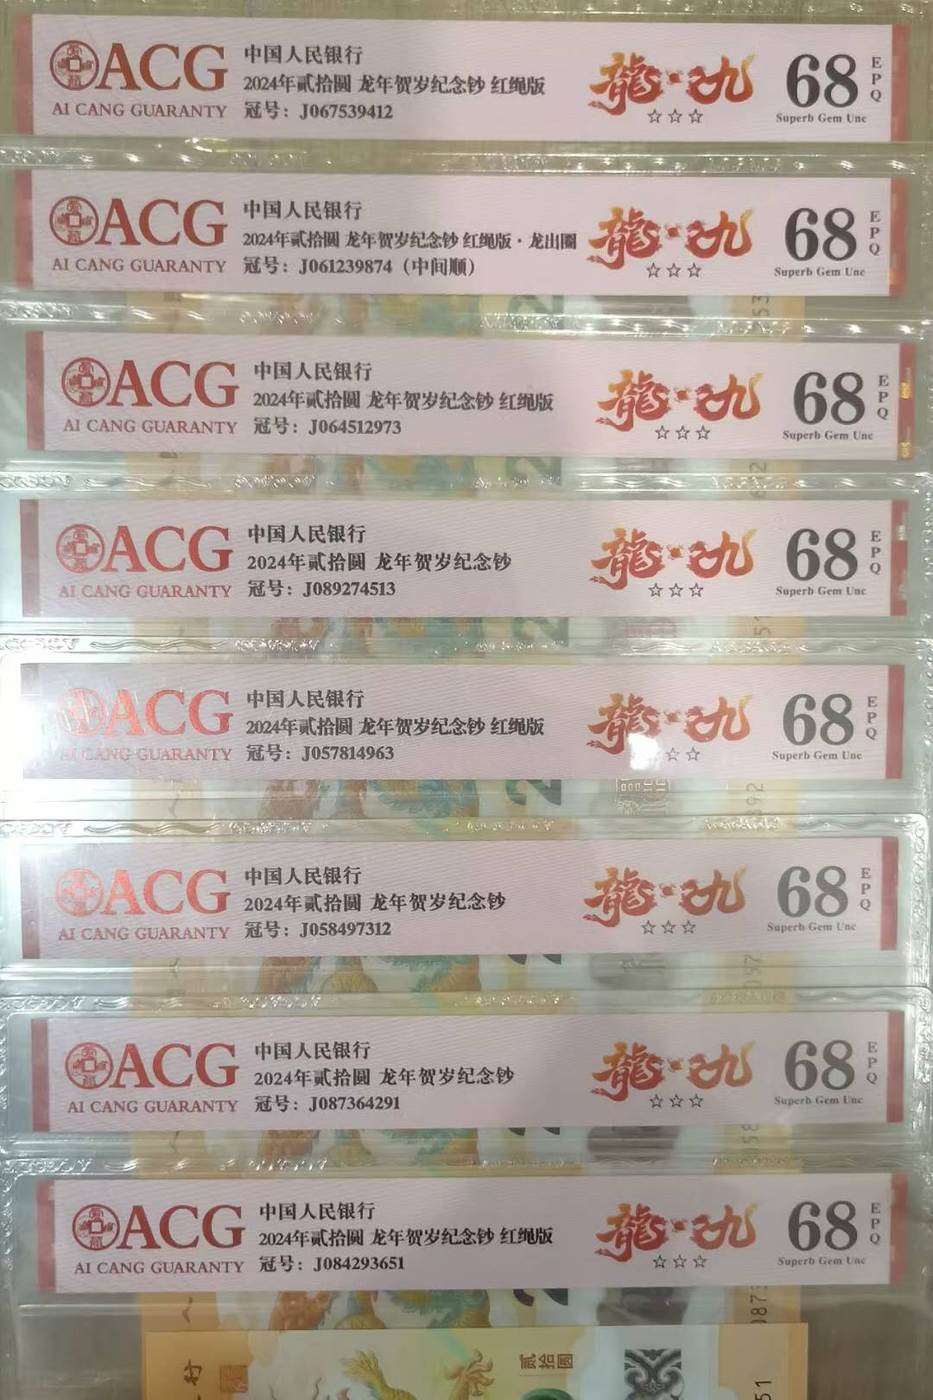 ACG
AI CANG GUARANTY
中国人民银行
2024年贰拾圆 龙年贺岁纪念钞 红绳版
冠号：J067539412
龍 九
☆☆☆
68
EPQ
Superb Gem Unc
ACG
AI CANG GUARANTY
中国人民银行
2024年贰拾圆 龙年贺岁纪念钞 红绳版·龙出圈
冠号：J061239874（中间顺）
龍 九
☆☆☆
68
EPQ
Superb Gem Unc
ACG
AI CANG GUARANTY
中国人民银行
2024年贰拾圆 龙年贺岁纪念钞 红绳版
冠号：J064512973
龍 九
☆☆☆
68
EPQ
Superb Gem Unc
ACG
AI CANG GUARANTY
中国人民银行
2024年贰拾圆 龙年贺岁纪念钞
冠号：J089274513
龍 九
☆☆☆
68
EPQ
Superb Gem Unc
ACG
AI CANG GUARANTY
中国人民银行
2024年贰拾圆 龙年贺岁纪念钞 红绳版
冠号：J057814963
龍 九
☆☆
68
EPQ
Superb Gem Unc
ACG
AI CANG GUARANTY
中国人民银行
2024年贰拾圆 龙年贺岁纪念钞
冠号：J058497312
龍 九
☆☆☆
68
EPQ
Superb Gem Unc
ACG
AI CANG GUARANTY
中国人民银行
2024年贰拾圆 龙年贺岁纪念钞
冠号：J087364291
龍 九
☆☆☆
68
EPQ
Superb Gem Unc
ACG
AI CANG GUARANTY
中国人民银行
2024年贰拾圆 龙年贺岁纪念钞 红绳版
冠号：J084293651
龍 九
☆☆☆
68
EPQ
Superb Gem Unc
贰拾圆
51